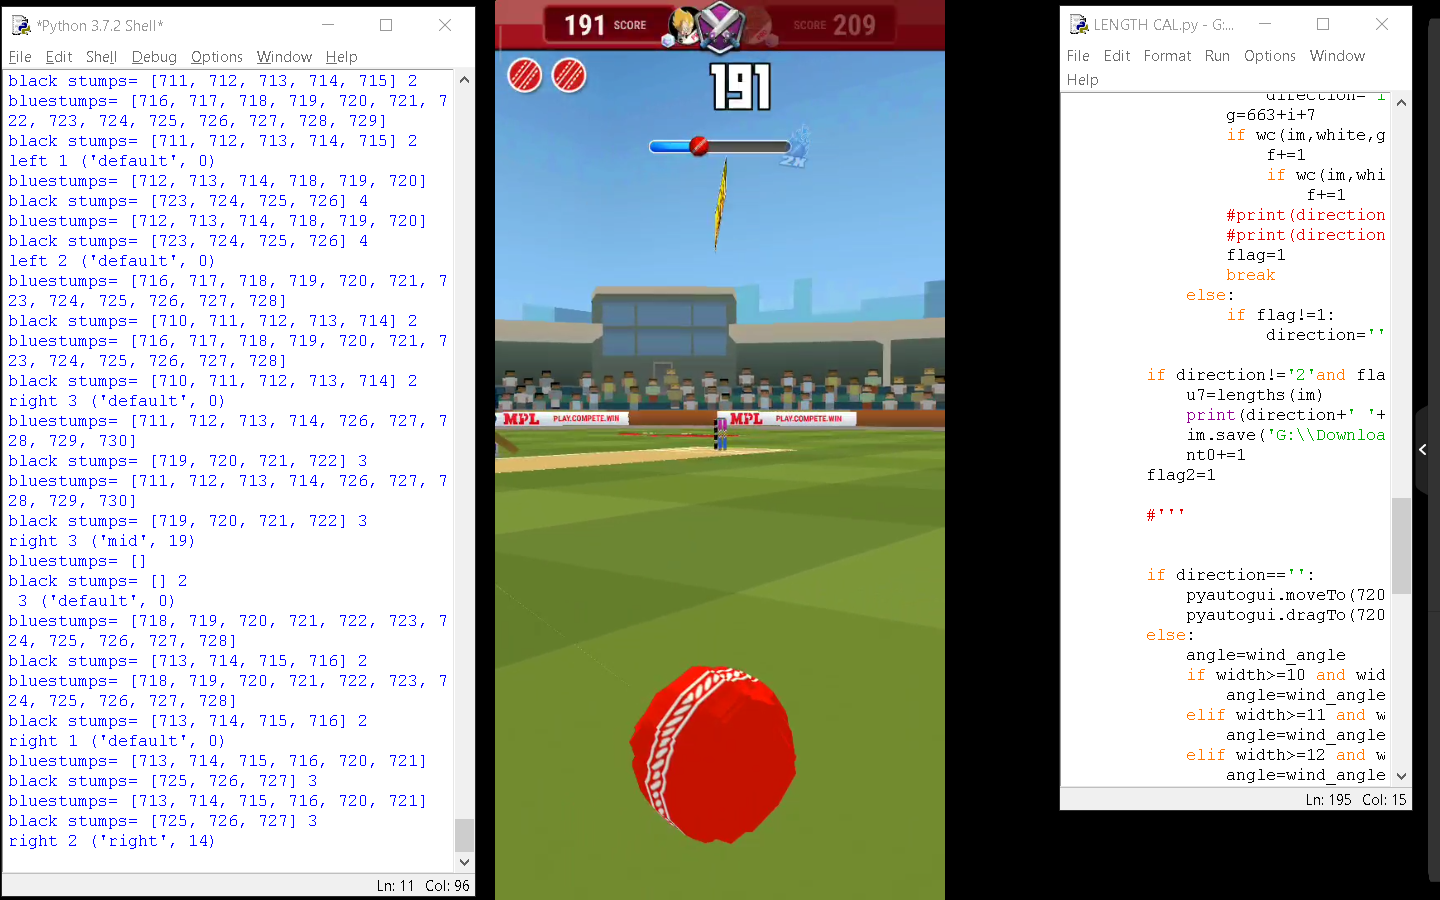 *Python 3.7.2 Shell*
File Edit Shell Debug Options Window Help
black stumps= [711, 712, 713, 714, 715] 2
bluestumps= [716, 717, 718, 719, 720, 721, 7
22, 723, 724, 725, 726, 727, 728, 729]
black stumps= [711, 712, 713, 714, 715] 2
left 1 ('default', 0)
bluestumps= [712, 713, 714, 718, 719, 720]
black stumps= [723, 724, 725, 726] 4
bluestumps= [712, 713, 714, 718, 719, 720]
black stumps= [723, 724, 725, 726] 4
left 2 ('default', 0)
bluestumps= [716, 717, 718, 719, 720, 721, 7
23, 724, 725, 726, 727, 728]
black stumps= [710, 711, 712, 713, 714] 2
bluestumps= [716, 717, 718, 719, 720, 721, 7
23, 724, 725, 726, 727, 728]
black stumps= [710, 711, 712, 713, 714] 2
right 3 ('default', 0)
bluestumps= [711, 712, 713, 714, 726, 727, 7
28, 729, 730]
black stumps= [719, 720, 721, 722] 3
bluestumps= [711, 712, 713, 714, 726, 727, 7
28, 729, 730]
black stumps= [719, 720, 721, 722] 3
right 3 ('mid', 19)
bluestumps= []
black stumps= [] 2
 3 ('default', 0)
bluestumps= [718, 719, 720, 721, 722, 723, 7
24, 725, 726, 727, 728]
black stumps= [713, 714, 715, 716] 2
bluestumps= [718, 719, 720, 721, 722, 723, 7
24, 725, 726, 727, 728]
black stumps= [713, 714, 715, 716] 2
right 1 ('default', 0)
bluestumps= [713, 714, 715, 716, 720, 721]
black stumps= [725, 726, 727] 3
bluestumps= [713, 714, 715, 716, 720, 721]
black stumps= [725, 726, 727] 3
right 2 ('right', 14)
Ln: 11 Col: 96
191 SCORE SCORE 209
191
2X
MPL PLAY.COMPETE.WIN MPL PLAY.COMPETE.WIN
LENGTH CAL.py - G:...
File Edit Format Run Options Window
Help
direction='i
g=663+i+7
if wc(im,white,g
f+=1
if wc(im,whi
f+=1
#print(direction
#print(direction
flag=1
break
else:
if flag!=1:
direction=''
if direction!='2'and fla
u7=lengths(im)
print(direction+' '+
im.save('G:\\Downloa
nt0+=1
flag2=1
#'''
if direction=='':
pyautogui.moveTo(720
pyautogui.dragTo(720
else:
angle=wind_angle
if width>=10 and wid
angle=wind_angle
elif width>=11 and w
angle=wind_angle
elif width>=12 and w
angle=wind_angle
Ln: 195 Col: 15